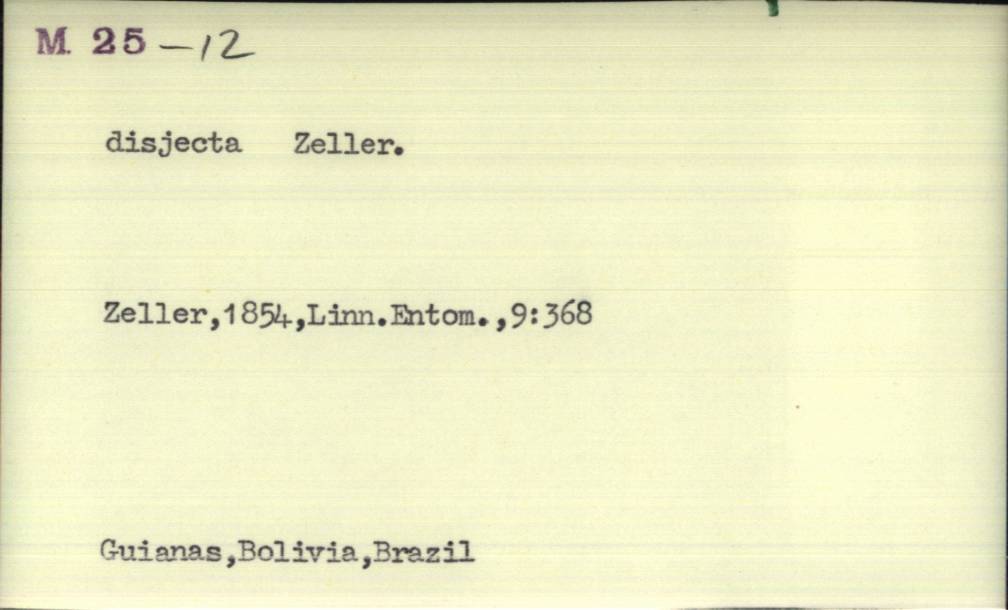 M. 25 -12
disjecta Zeller.
Zeller,1854,Linn.Entom.,9:368
Guianas,Bolivia,Brazil